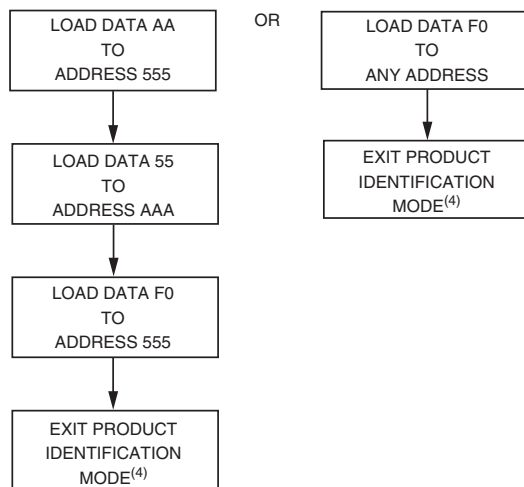 LOAD DATA AA
TO
ADDRESS 555
LOAD DATA 55
TO
ADDRESS AAA
LOAD DATA F0
TO
ADDRESS 555
EXIT PRODUCT
IDENTIFICATION
MODE(4)
OR
LOAD DATA F0
TO
ANY ADDRESS
EXIT PRODUCT
IDENTIFICATION
MODE(4)